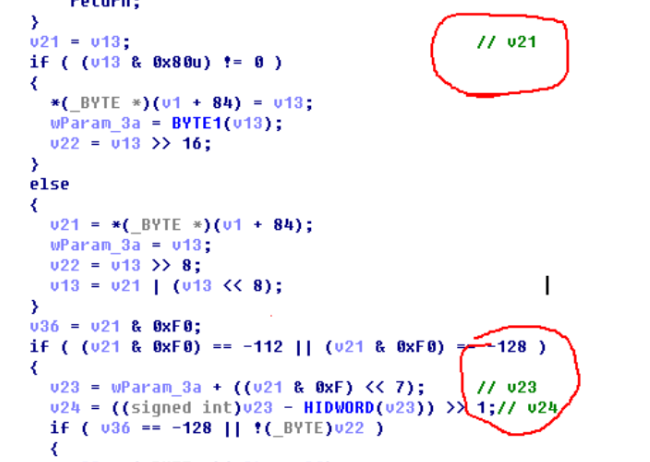 return;
}
v21 = v13; // v21
if ( (v13 & 0x80u) != 0 )
{
*(_BYTE *)(v1 + 84) = v13;
wParam_3a = BYTE1(v13);
v22 = v13 >> 16;
}
else
{
v21 = *(_BYTE *)(v1 + 84);
wParam_3a = v13;
v22 = v13 >> 8;
v13 = v21 | (v13 << 8);
}
v36 = v21 & 0xF0;
if ( (v21 & 0xF0) == -112 || (v21 & 0xF0) == -128 )
{
v23 = wParam_3a + ((v21 & 0xF) << 7); // v23
v24 = ((signed int)v23 - HIDWORD(v23)) >> 1;// v24
if ( v36 == -128 || !(_BYTE)v22 )
{